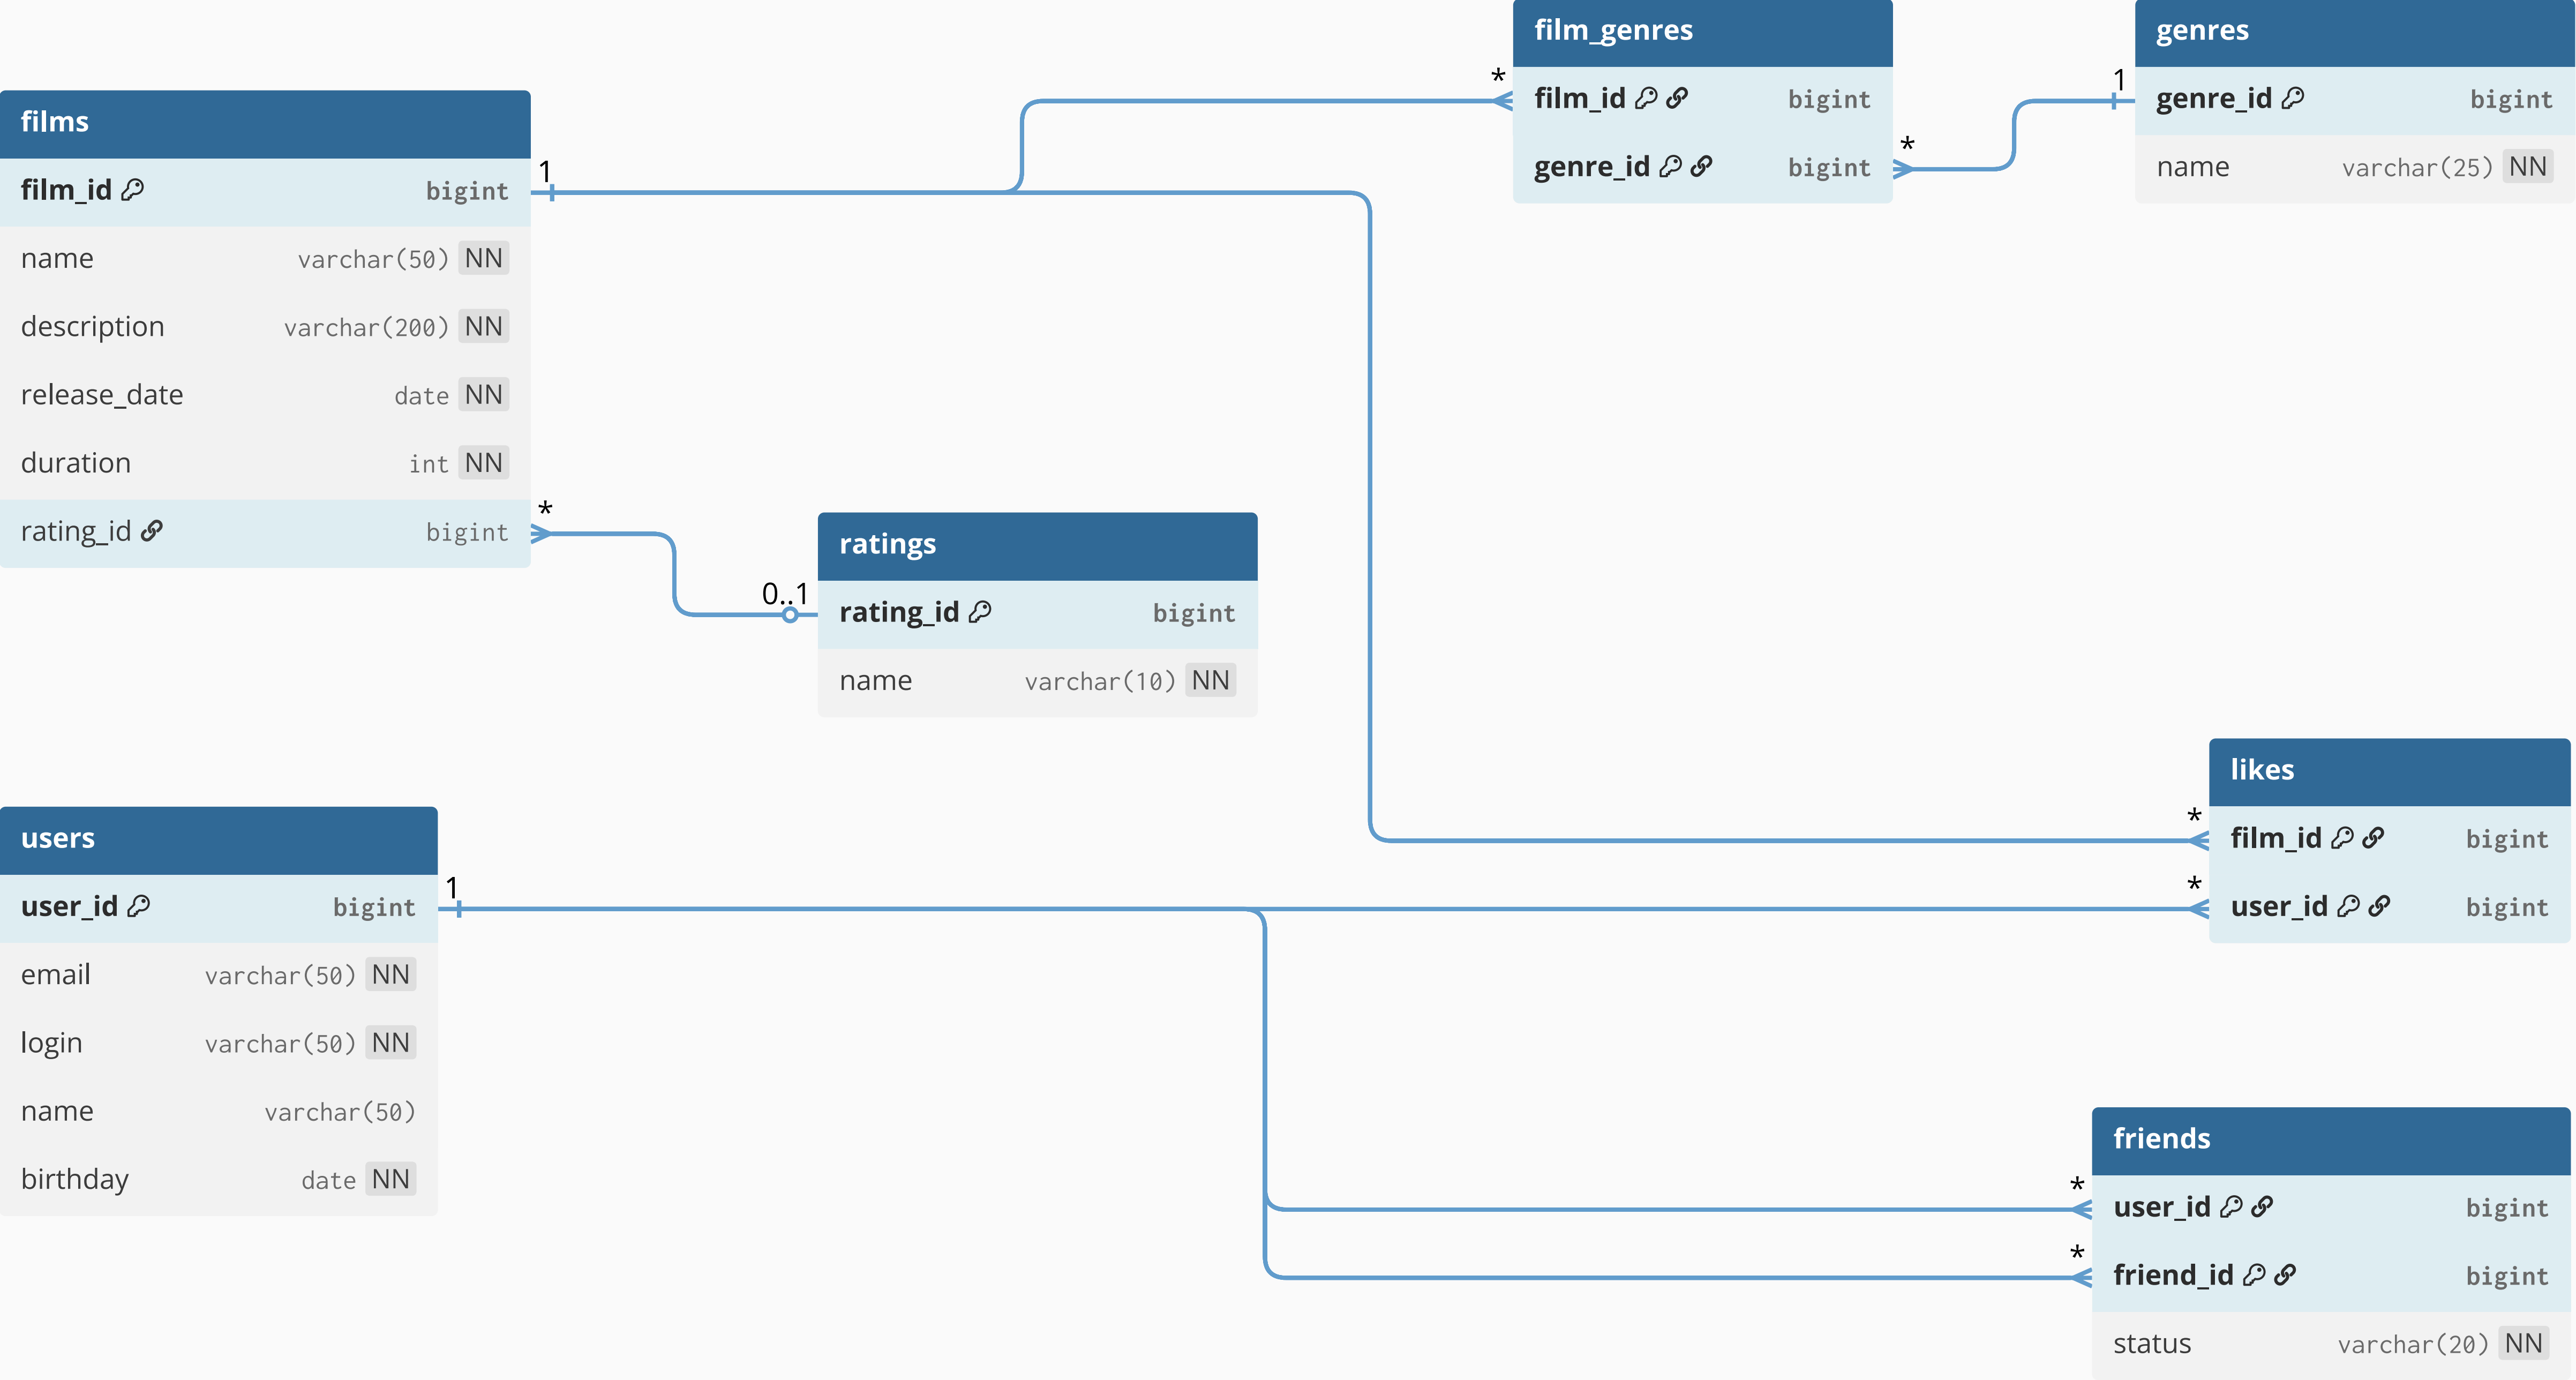 films
film_id bigint
name varchar(50) NN
description varchar(200) NN
release_date date NN
duration int NN
rating_id bigint
1
*
film_genres
film_id bigint
genre_id bigint
*
*
genres
genre_id bigint
name varchar(25) NN
1
ratings
rating_id bigint
name varchar(10) NN
0..1
users
user_id bigint
email varchar(50) NN
login varchar(50) NN
name varchar(50)
birthday date NN
1
likes
film_id bigint
user_id bigint
*
*
friends
user_id bigint
friend_id bigint
status varchar(20) NN
*
*